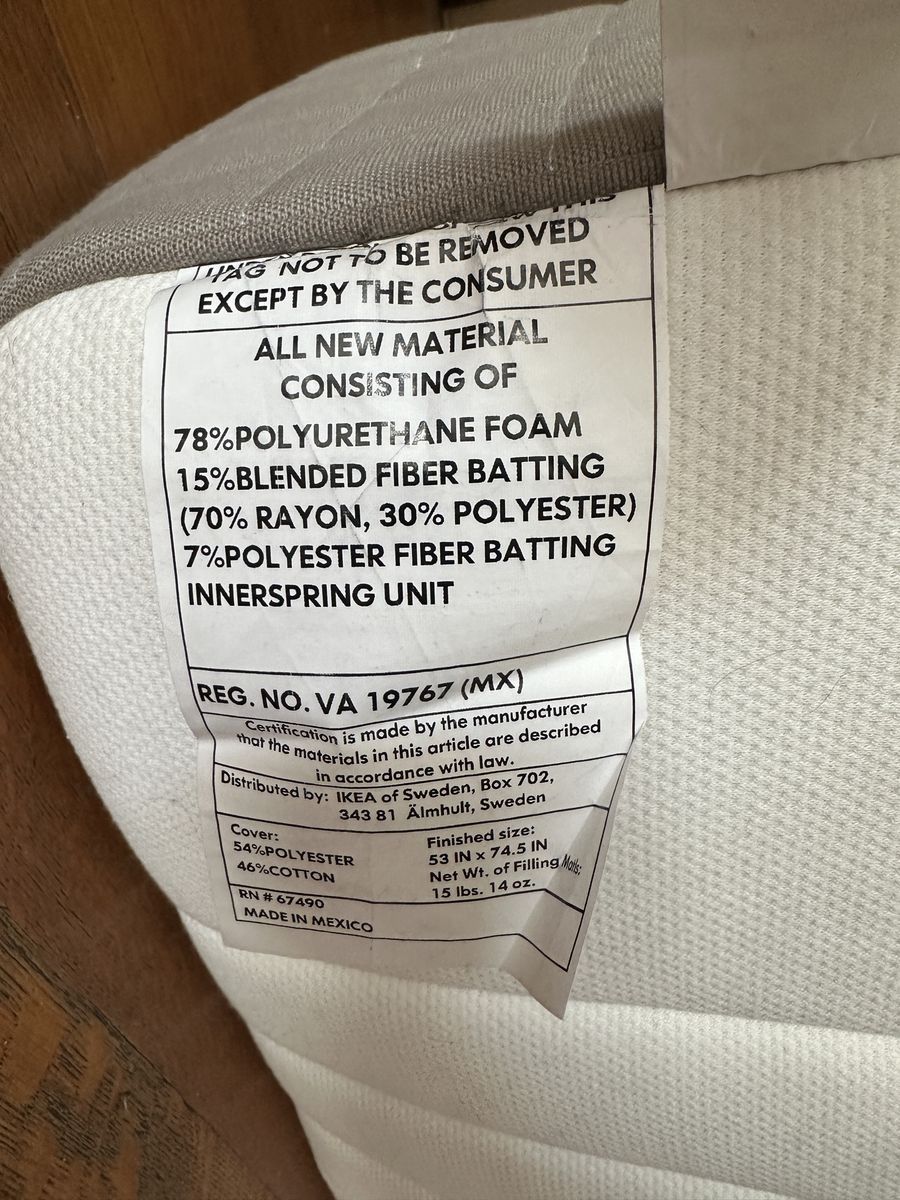 THIS
TAG NOT TO BE REMOVED
EXCEPT BY THE CONSUMER
ALL NEW MATERIAL
CONSISTING OF
78%POLYURETHANE FOAM
15%BLENDED FIBER BATTING
(70% RAYON, 30% POLYESTER)
7%POLYESTER FIBER BATTING
INNERSPRING UNIT
REG. NO. VA 19767 (MX)
Certification is made by the manufacturer
that the materials in this article are described
in accordance with law.
Distributed by: IKEA of Sweden, Box 702,
343 81 Älmhult, Sweden
Cover:
54%POLYESTER
46%COTTON
Finished size:
53 IN x 74.5 IN
Net Wt. of Filling Matls:
15 lbs. 14 oz.
RN # 67490
MADE IN MEXICO